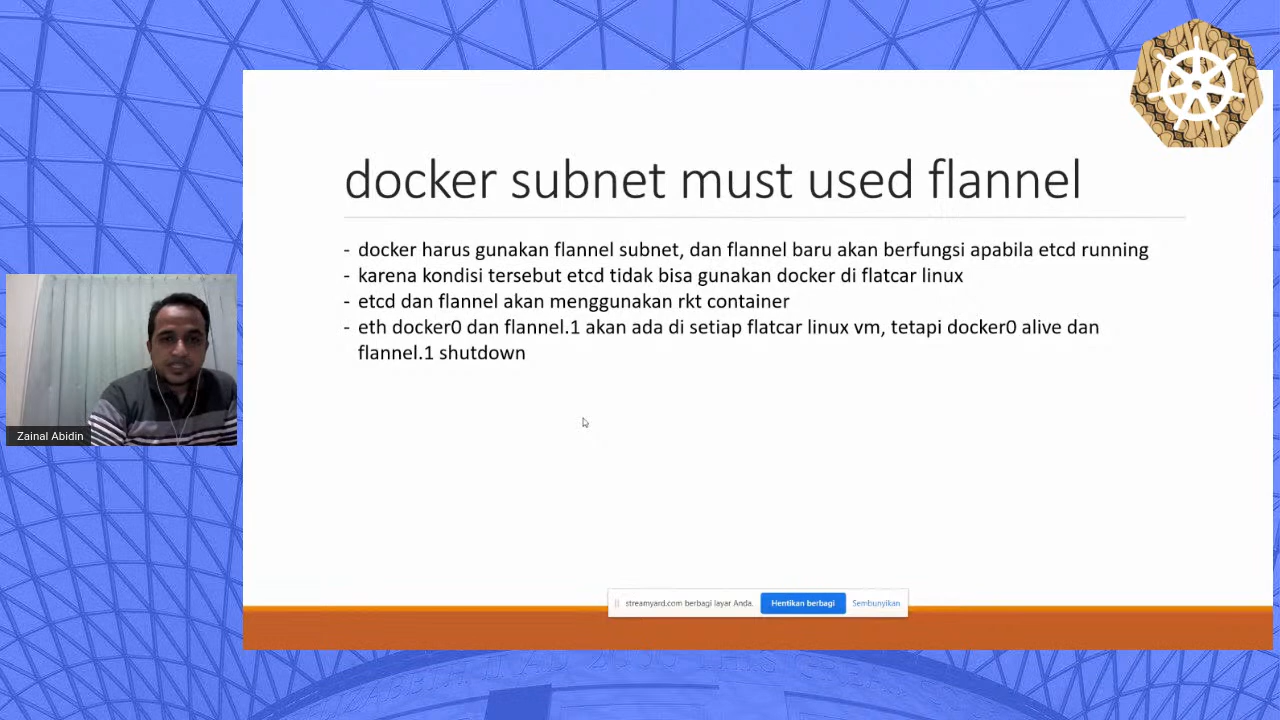 docker subnet must used flannel
- docker harus gunakan flannel subnet, dan flannel baru akan berfungsi apabila etcd running
- karena kondisi tersebut etcd tidak bisa gunakan docker di flatcar linux
- etcd dan flannel akan menggunakan rkt container
- eth docker0 dan flannel.1 akan ada di setiap flatcar linux vm, tetapi docker0 alive dan
flannel.1 shutdown
Zainal Abidin
streamyard.com berbagi layar Anda. Hentikan berbagi Sembunyikan